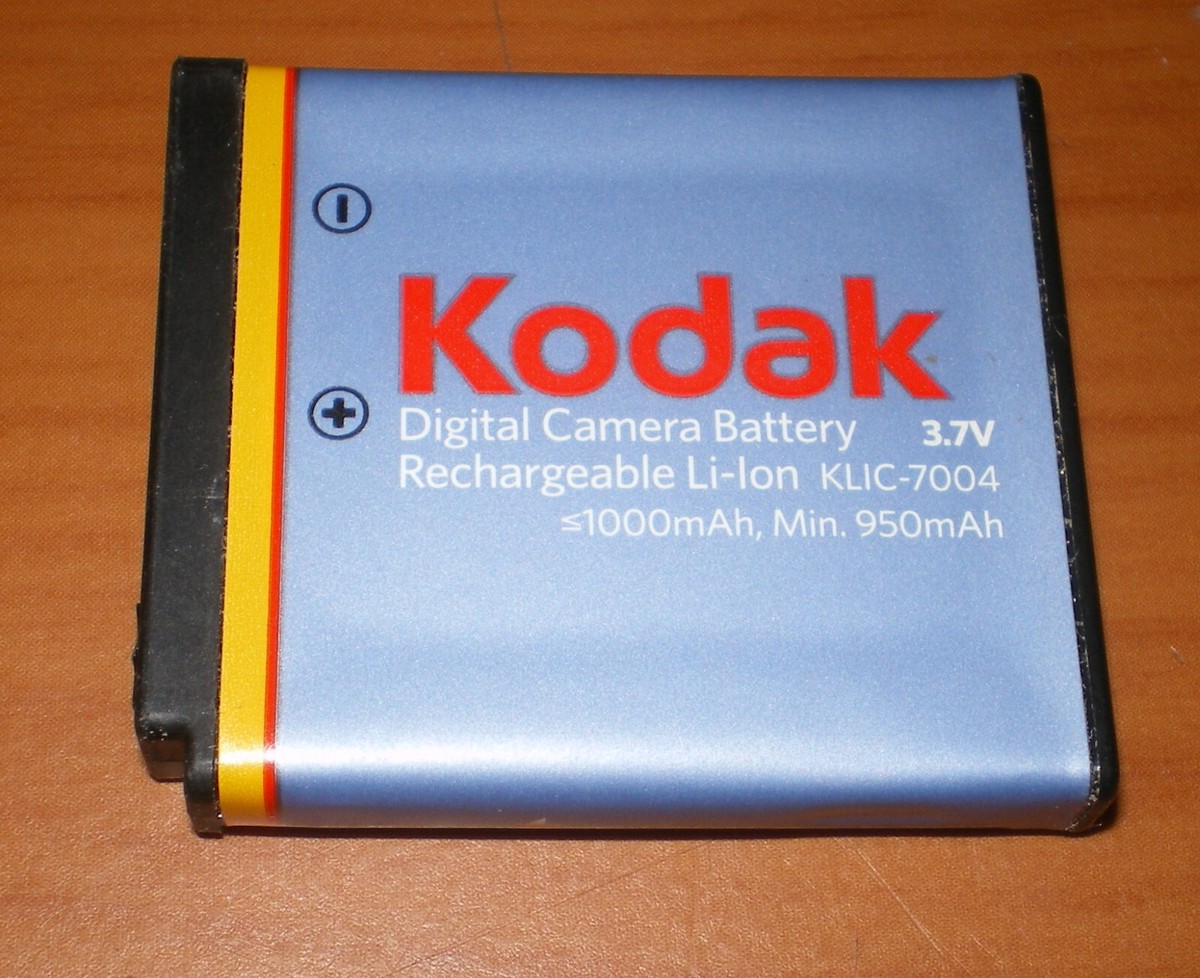 Kodak
Digital Camera Battery 3.7V
Rechargeable Li-Ion KLIC-7004
≤1000mAh, Min. 950mAh